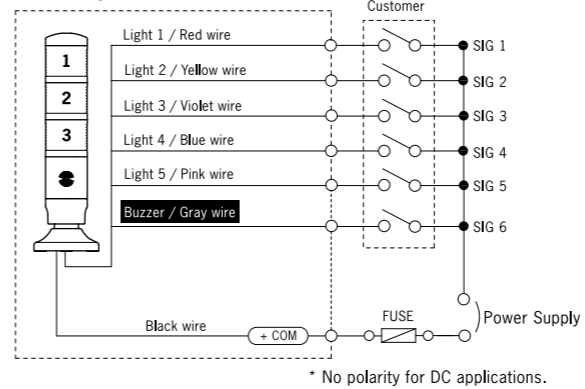 Customer
Light 1 / Red wire
SIG 1
1
Light 2 / Yellow wire
SIG 2
2
Light 3 / Violet wire
SIG 3
3
Light 4 / Blue wire
SIG 4
Light 5 / Pink wire
SIG 5
Buzzer / Gray wire
SIG 6
Black wire
+ COM
FUSE
Power Supply
* No polarity for DC applications.